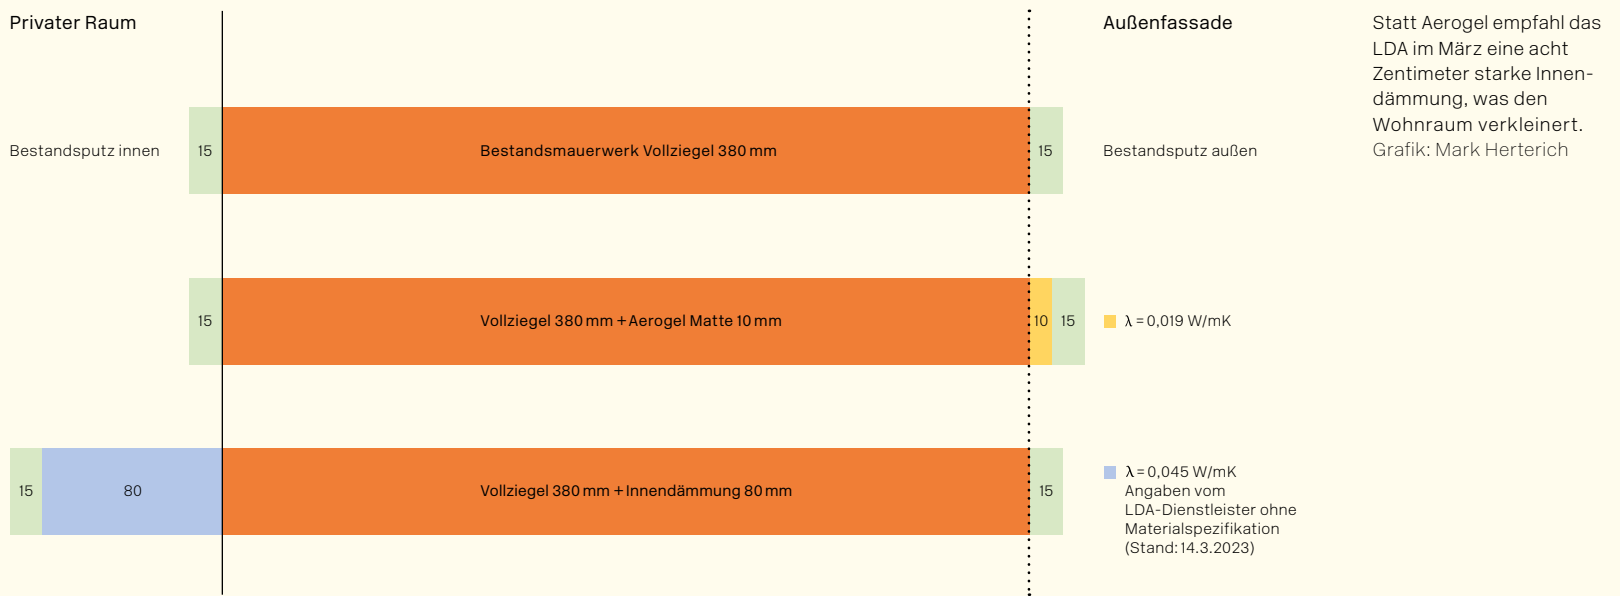 Privater Raum
Außenfassade
Statt Aerogel empfahl das
LDA im März eine acht
Zentimeter starke Innen-
dämmung, was den
Wohnraum verkleinert.
Grafik: Mark Herterich
Bestandsputz innen
15
Bestandsmauerwerk Vollziegel 380 mm
15
Bestandsputz außen
15
Vollziegel 380 mm + Aerogel Matte 10 mm
10
15
λ = 0,019 W/mK
15
80
Vollziegel 380 mm + Innendämmung 80 mm
15
λ = 0,045 W/mK
Angaben vom
LDA-Dienstleister ohne
Materialspezifikation
(Stand: 14.3.2023)